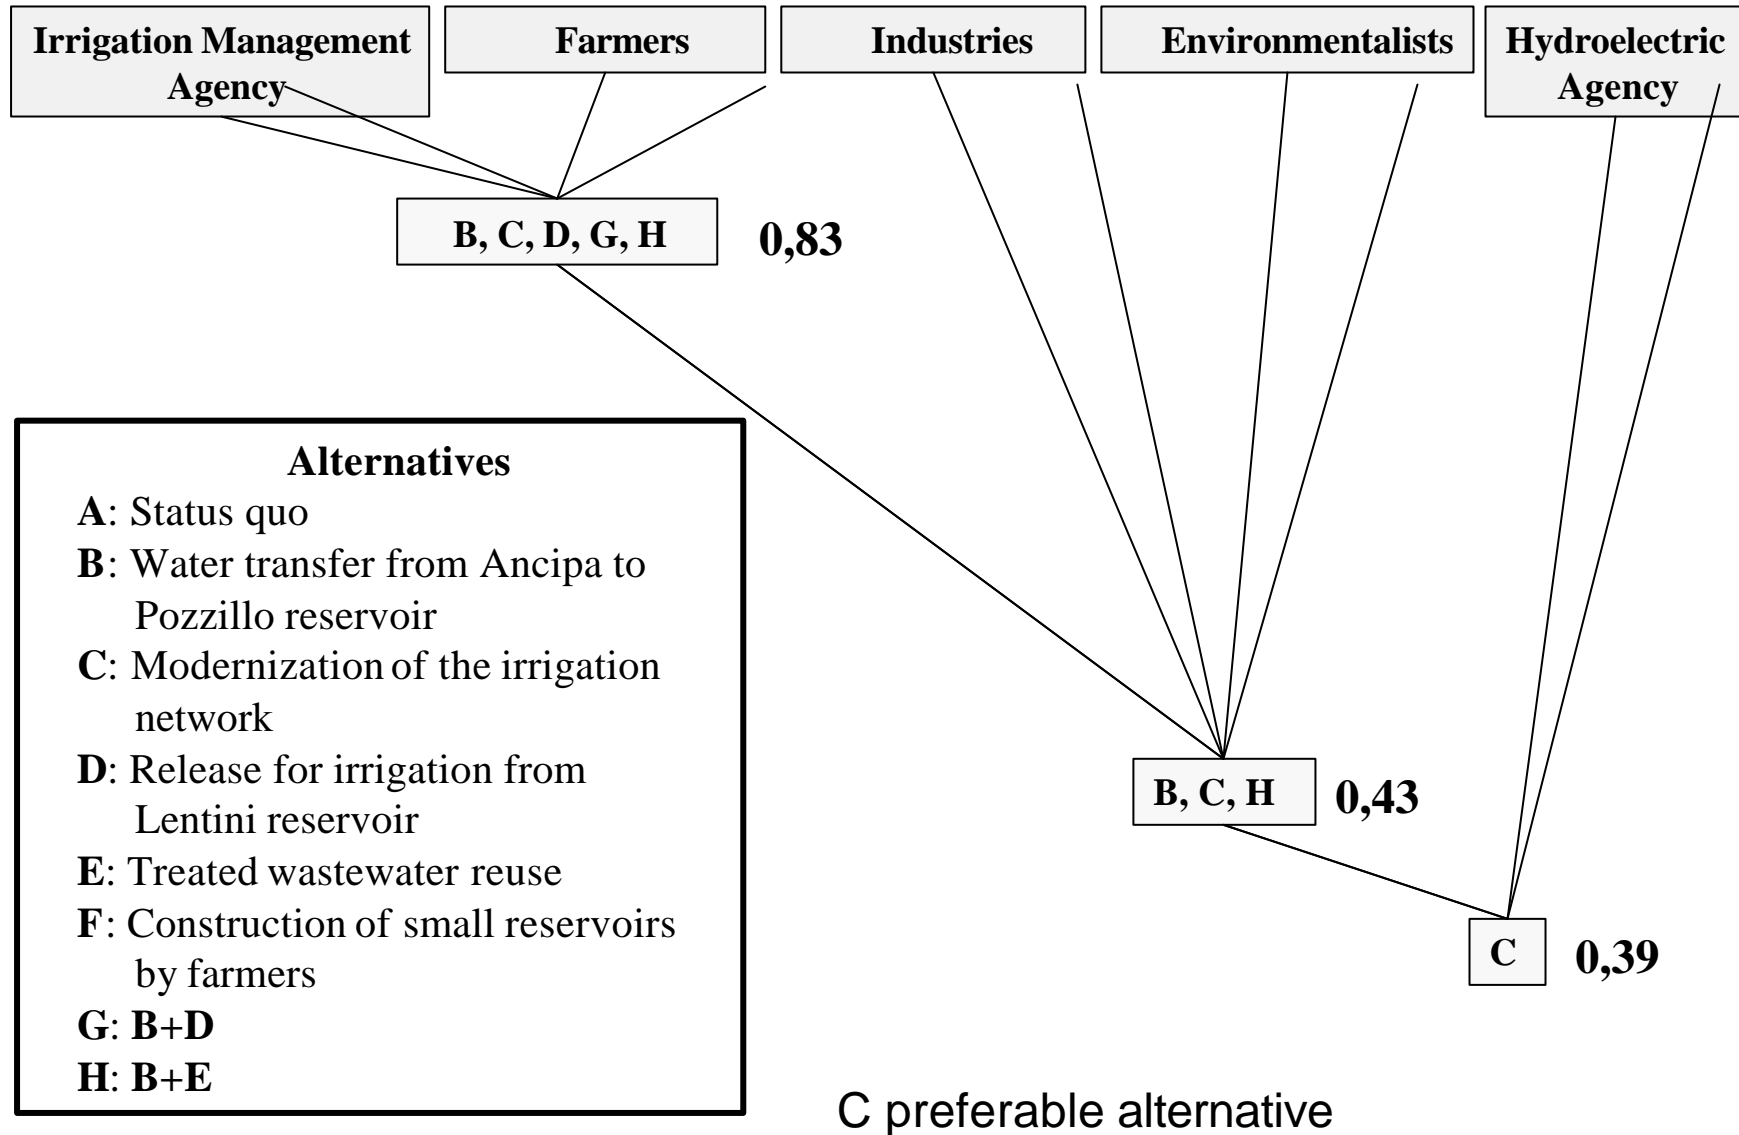 Irrigation Management
Agency
Farmers
Industries
Environmentalists
Hydroelectric
Agency
B, C, D, G, H
0,83
Alternatives
A: Status quo
B: Water transfer from Ancipa to
Pozzillo reservoir
C: Modernization of the irrigation
network
D: Release for irrigation from
Lentini reservoir
E: Treated wastewater reuse
F: Construction of small reservoirs
by farmers
G: B+D
H: B+E
B, C, H
0,43
C
0,39
C preferable alternative